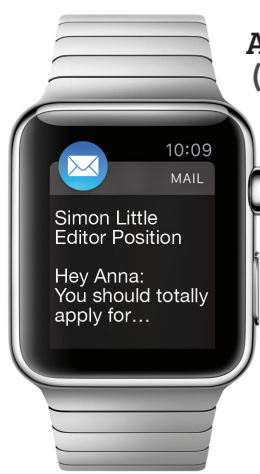 A
(
10:09
MAIL
Simon Little
Editor Position
Hey Anna:
You should totally
apply for…